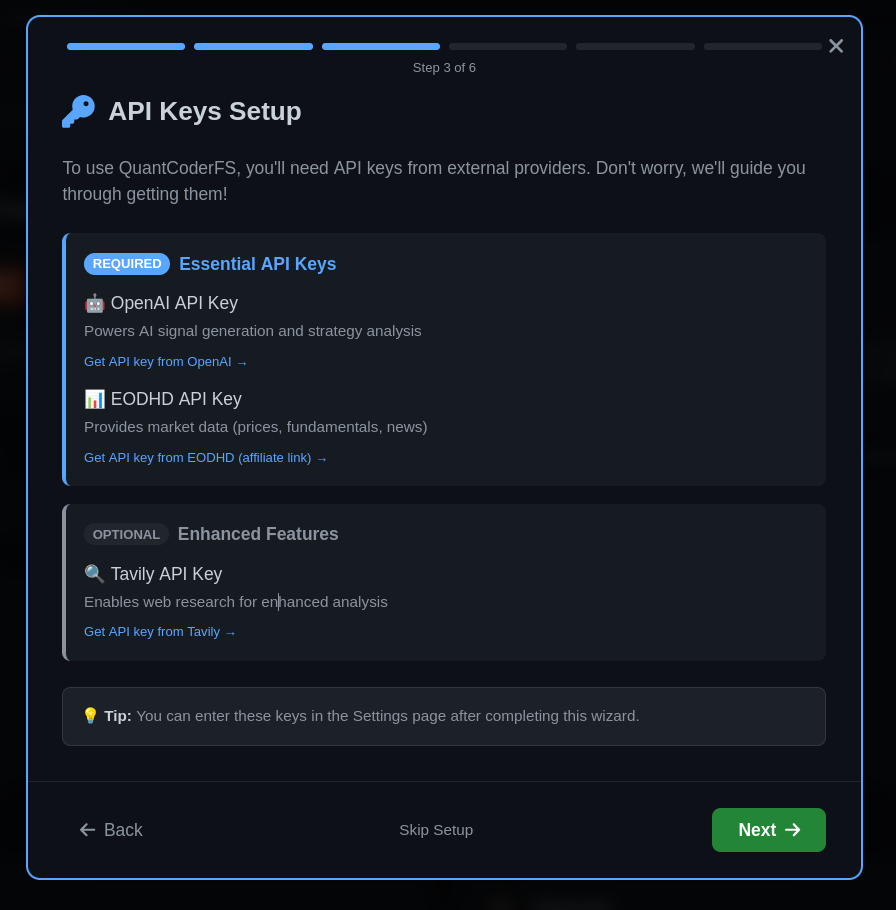 Step 3 of 6
API Keys Setup
To use QuantCoderFS, you'll need API keys from external providers. Don't worry, we'll guide you
through getting them!
REQUIRED Essential API Keys
🤖 OpenAI API Key
Powers AI signal generation and strategy analysis
Get API key from OpenAI →
📊 EODHD API Key
Provides market data (prices, fundamentals, news)
Get API key from EODHD (affiliate link) →
OPTIONAL Enhanced Features
🔍 Tavily API Key
Enables web research for enhanced analysis
Get API key from Tavily →
💡 Tip: You can enter these keys in the Settings page after completing this wizard.
← Back Skip Setup Next →